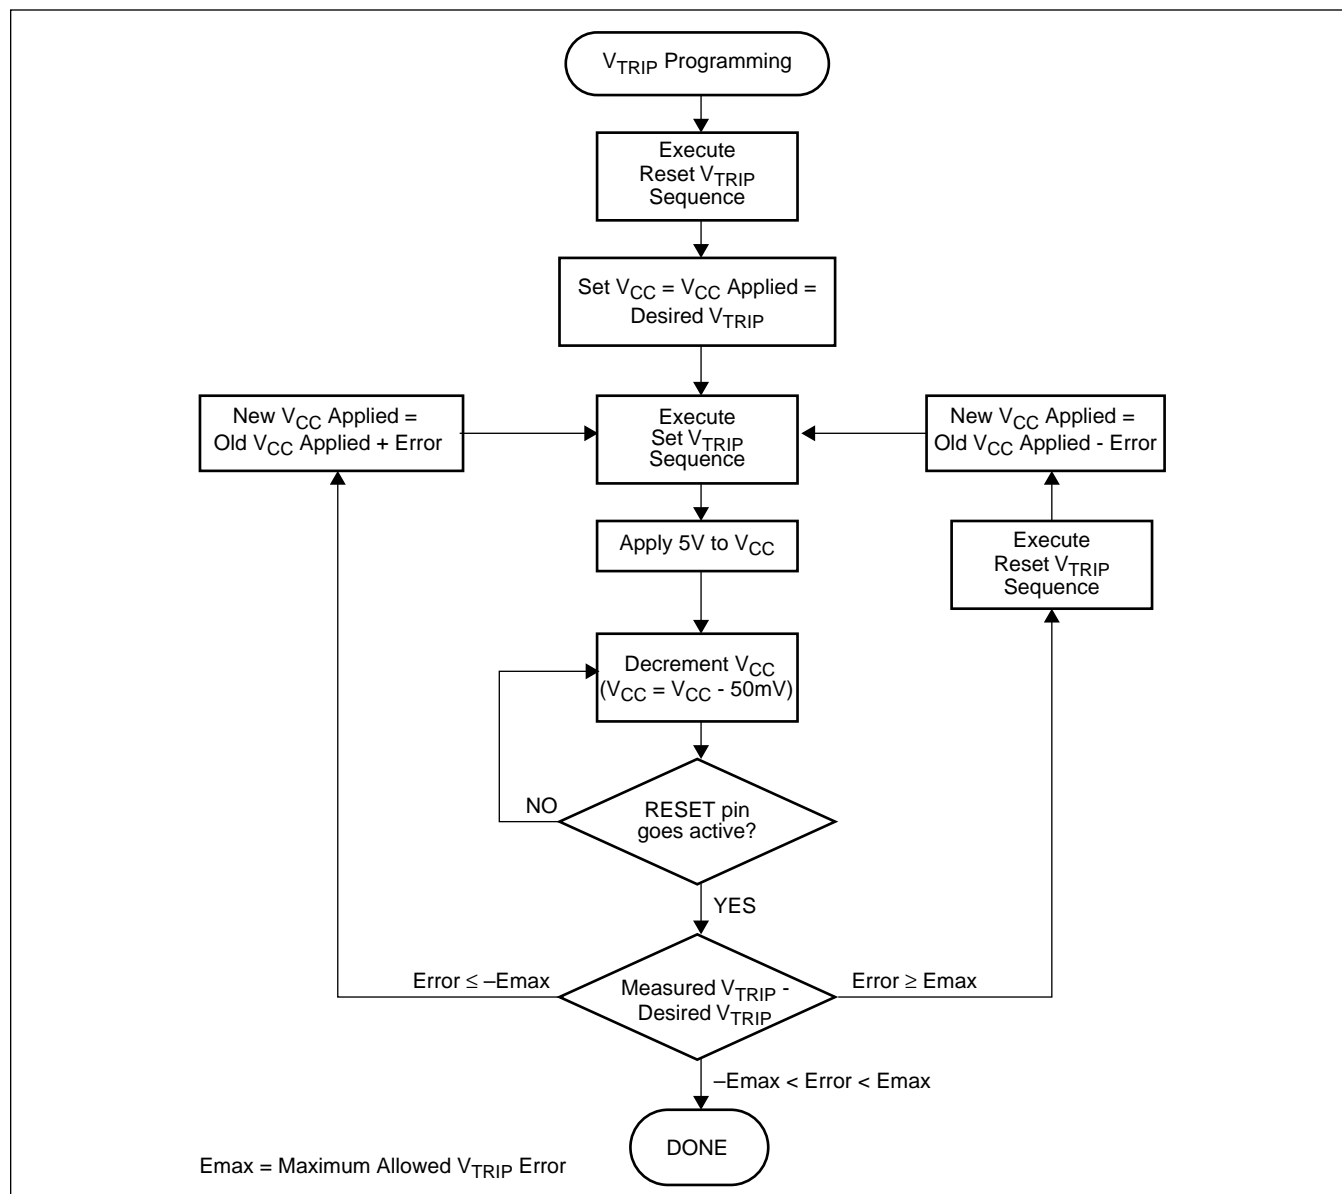 V_TRIP Programming
Execute
Reset V_TRIP
Sequence
Set V_CC = V_CC Applied =
Desired V_TRIP
New V_CC Applied =
Old V_CC Applied + Error
Execute
Set V_TRIP
Sequence
New V_CC Applied =
Old V_CC Applied - Error
Apply 5V to V_CC
Execute
Reset V_TRIP
Sequence
Decrement V_CC
(V_CC = V_CC - 50mV)
NO
RESET pin
goes active?
YES
Error ≤ –Emax
Measured V_TRIP -
Desired V_TRIP
Error ≥ Emax
–Emax < Error < Emax
DONE
Emax = Maximum Allowed V_TRIP Error